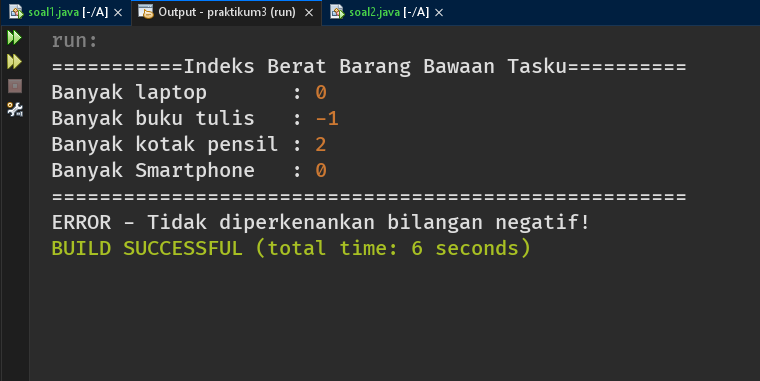 soal1.java [-/A] × Output - praktikum3 (run) × soal2.java [-/A] ×
run:
===========Indeks Berat Barang Bawaan Tasku==========
Banyak laptop       : 0
Banyak buku tulis   : -1
Banyak kotak pensil : 2
Banyak Smartphone   : 0
=====================================================
ERROR - Tidak diperkenankan bilangan negatif!
BUILD SUCCESSFUL (total time: 6 seconds)